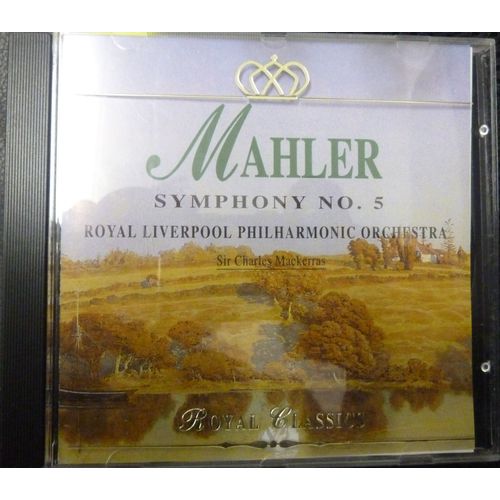 MAHLER
SYMPHONY NO. 5
ROYAL LIVERPOOL PHILHARMONIC ORCHESTRA
Sir Charles Mackerras
ROYAL CLASSICS